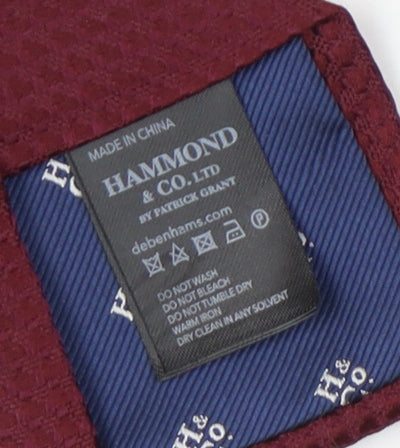 MADE IN CHINA
HAMMOND
& CO. LTD
BY PATRICK GRANT
debenhams.com
P
DO NOT WASH
DO NOT BLEACH
DO NOT TUMBLE DRY
WARM IRON
DRY CLEAN IN ANY SOLVENT
H&
Co.